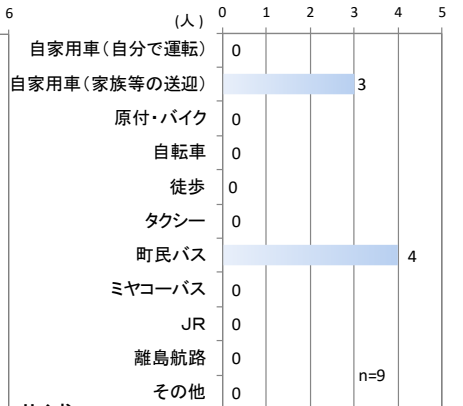 6
(人) 0 1 2 3 4 5
自家用車(自分で運転) 0
自家用車(家族等の送迎) 3
原付・バイク 0
自転車 0
徒歩 0
タクシー 0
町民バス 4
ミヤコーバス 0
JR 0
離島航路 0
n=9
その他 0